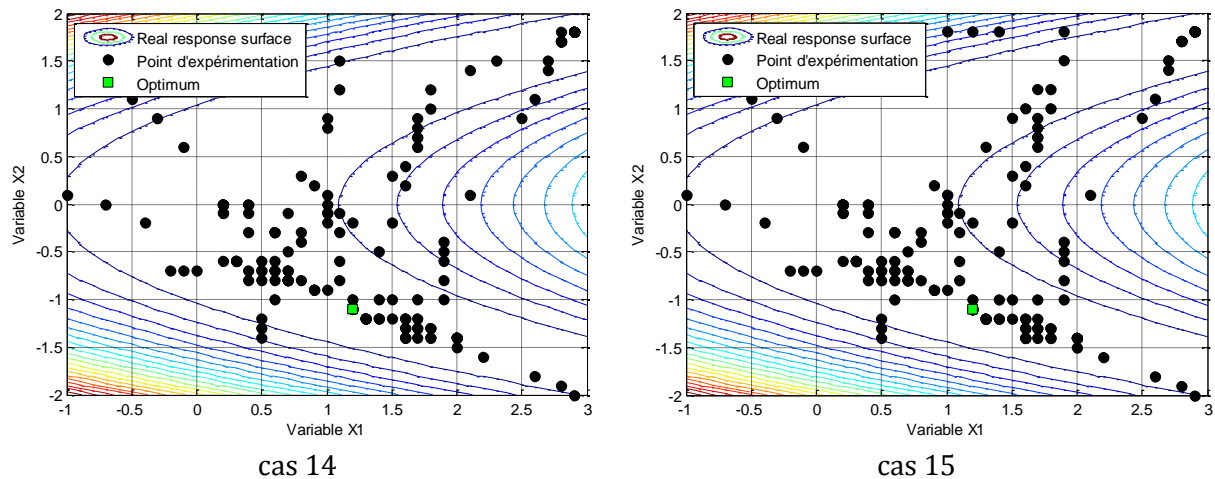 2
1.5
1
0.5
0
-0.5
-1
-1.5
-2
-1 -0.5 0 0.5 1 1.5 2 2.5 3
Variable X1
Variable X2
Real response surface
Point d'expérimentation
Optimum
cas 14
2
1.5
1
0.5
0
-0.5
-1
-1.5
-2
-1 -0.5 0 0.5 1 1.5 2 2.5 3
Variable X1
Variable X2
Real response surface
Point d'expérimentation
Optimum
cas 15